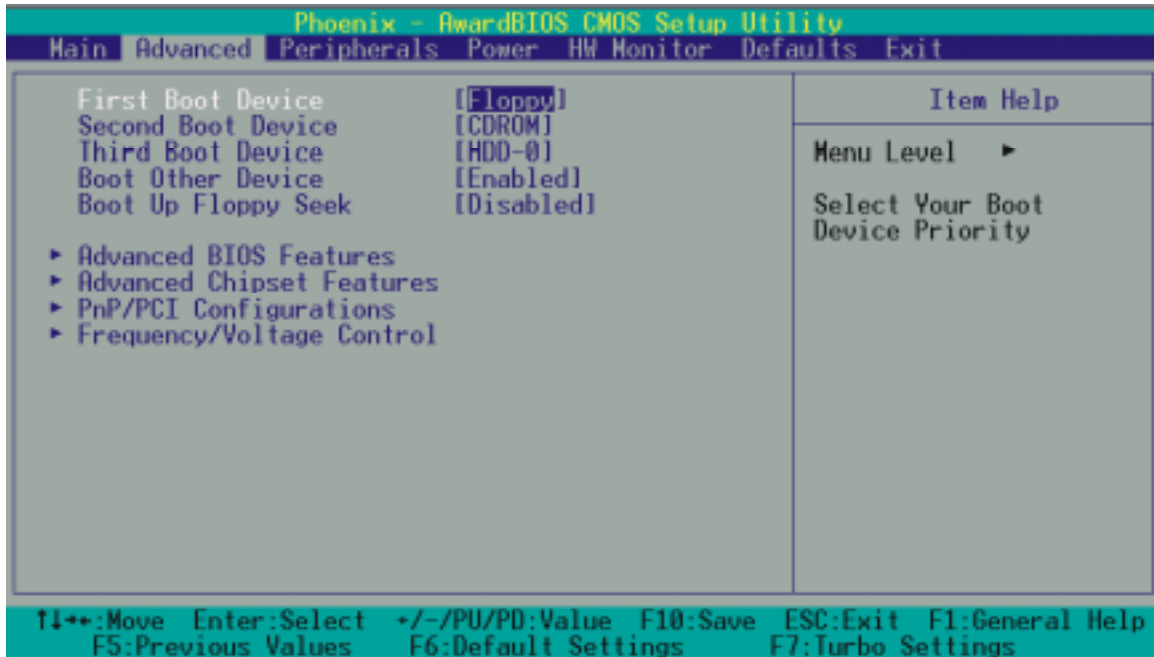 Phoenix - AwardBIOS CMOS Setup Utility
Main Advanced Peripherals Power HW Monitor Defaults Exit
First Boot Device [Floppy]
Second Boot Device [CDROM]
Third Boot Device [HDD-0]
Boot Other Device [Enabled]
Boot Up Floppy Seek [Disabled]
► Advanced BIOS Features
► Advanced Chipset Features
► PnP/PCI Configurations
► Frequency/Voltage Control
Item Help
Menu Level ►
Select Your Boot
Device Priority
↑↓→←:Move Enter:Select +/-/PU/PD:Value F10:Save ESC:Exit F1:General Help
F5:Previous Values F6:Default Settings F7:Turbo Settings